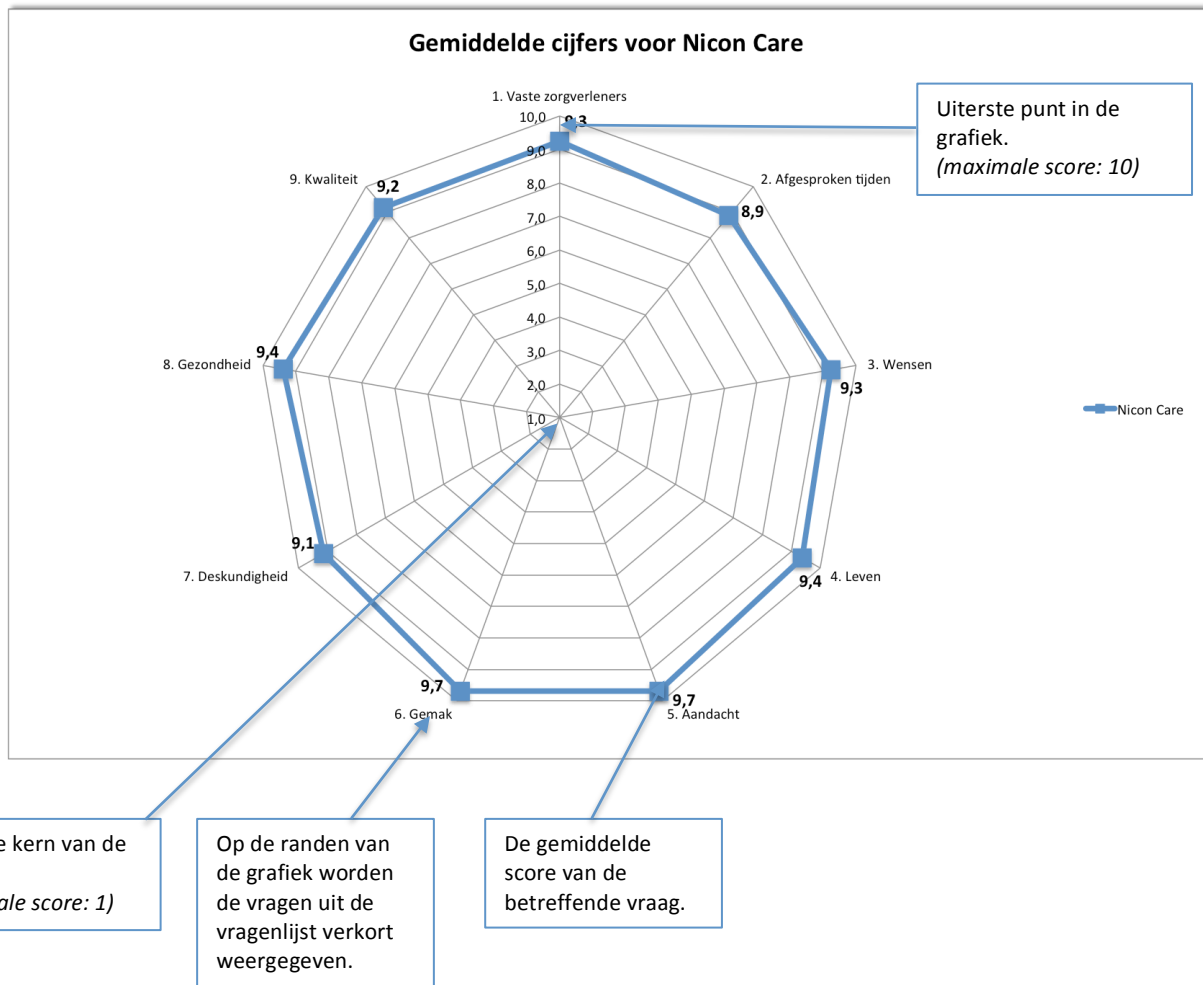 Gemiddelde cijfers voor Nicon Care
1. Vaste zorgverleners
10,0
9,3
9,0
8,0
7,0
6,0
5,0
4,0
3,0
2,0
1,0
2. Afgesproken tijden
8,9
3. Wensen
9,3
4. Leven
9,4
5. Aandacht
9,7
6. Gemak
9,7
7. Deskundigheid
9,1
8. Gezondheid
9,4
9. Kwaliteit
9,2
Nicon Care
Uiterste punt in de
grafiek.
(maximale score: 10)
kern van de
score: 1)
Op de randen van
de grafiek worden
de vragen uit de
vragenlijst verkort
weergegeven.
De gemiddelde
score van de
betreffende vraag.